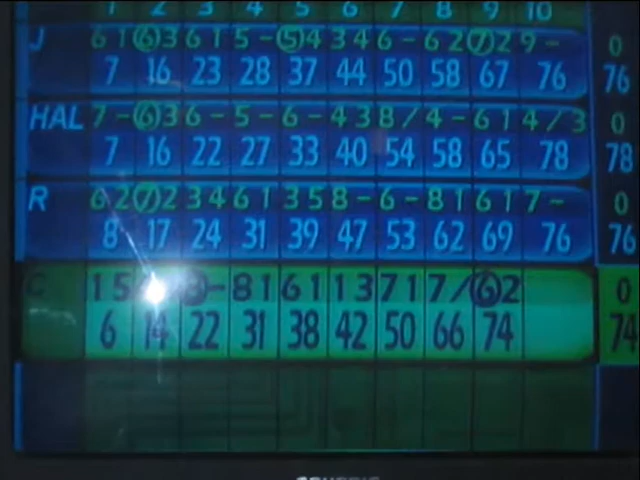 1 2 3 4 5 6 7 8 9 10
J 6 1 6 3 6 1 5 - 5 4 3 4 6 - 6 2 7 2 9 - 0
7 16 23 28 37 44 50 58 67 76 76
HAL 7 - 6 3 6 - 5 - 6 - 4 3 8 / 4 - 6 1 4 / 3 0
7 16 22 27 33 40 54 58 65 78 78
R 6 2 7 2 3 4 6 1 3 5 8 - 6 - 8 1 6 1 7 - 0
8 17 24 31 39 47 53 62 69 76 76
C 1 5 8 - 8 1 6 1 1 3 7 1 7 / 6 2 0
6 14 22 31 38 42 50 66 74 74